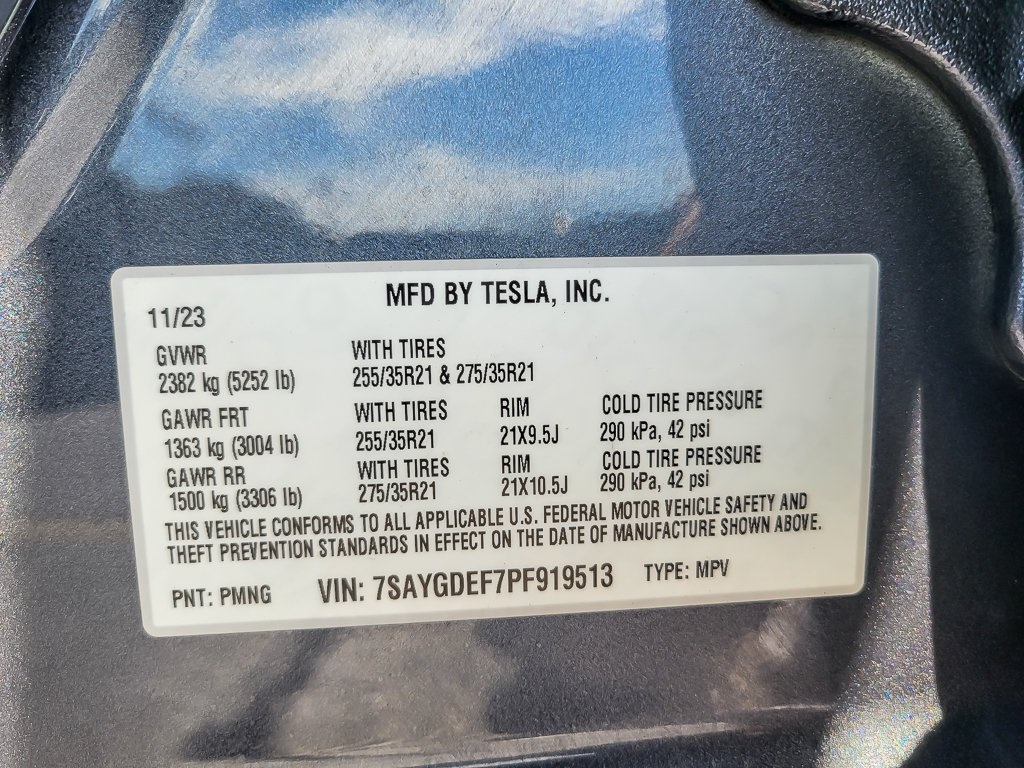 MFD BY TESLA, INC.
11/23
GVWR WITH TIRES
2382 kg (5252 lb) 255/35R21 & 275/35R21
GAWR FRT WITH TIRES RIM COLD TIRE PRESSURE
1363 kg (3004 lb) 255/35R21 21X9.5J 290 kPa, 42 psi
GAWR RR WITH TIRES RIM COLD TIRE PRESSURE
1500 kg (3306 lb) 275/35R21 21X10.5J 290 kPa, 42 psi
THIS VEHICLE CONFORMS TO ALL APPLICABLE U.S. FEDERAL MOTOR VEHICLE SAFETY AND
THEFT PREVENTION STANDARDS IN EFFECT ON THE DATE OF MANUFACTURE SHOWN ABOVE.
PNT: PMNG VIN: 7SAYGDEF7PF919513 TYPE: MPV